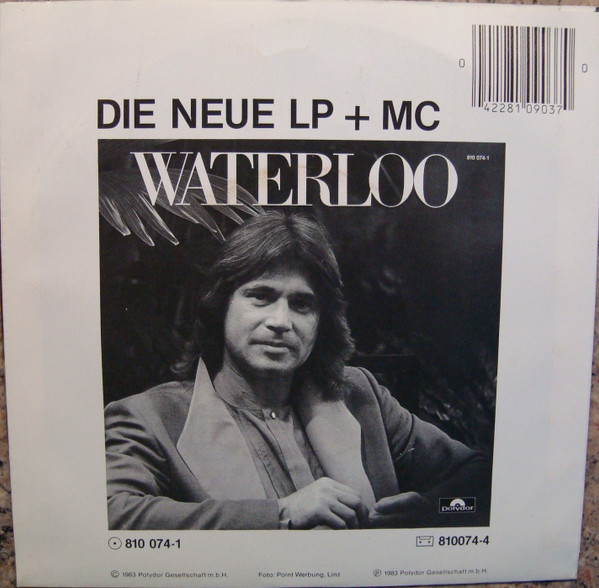 0
42281 09037
0
DIE NEUE LP + MC
WATERLOO
810 074-1
Polydor
810 074-1
810074-4
© 1983 Polydor Gesellschaft m.b.H.
Foto: Pornt Werbung, Linz
℗ 1983 Polydor Gesellschaft m.b.H.